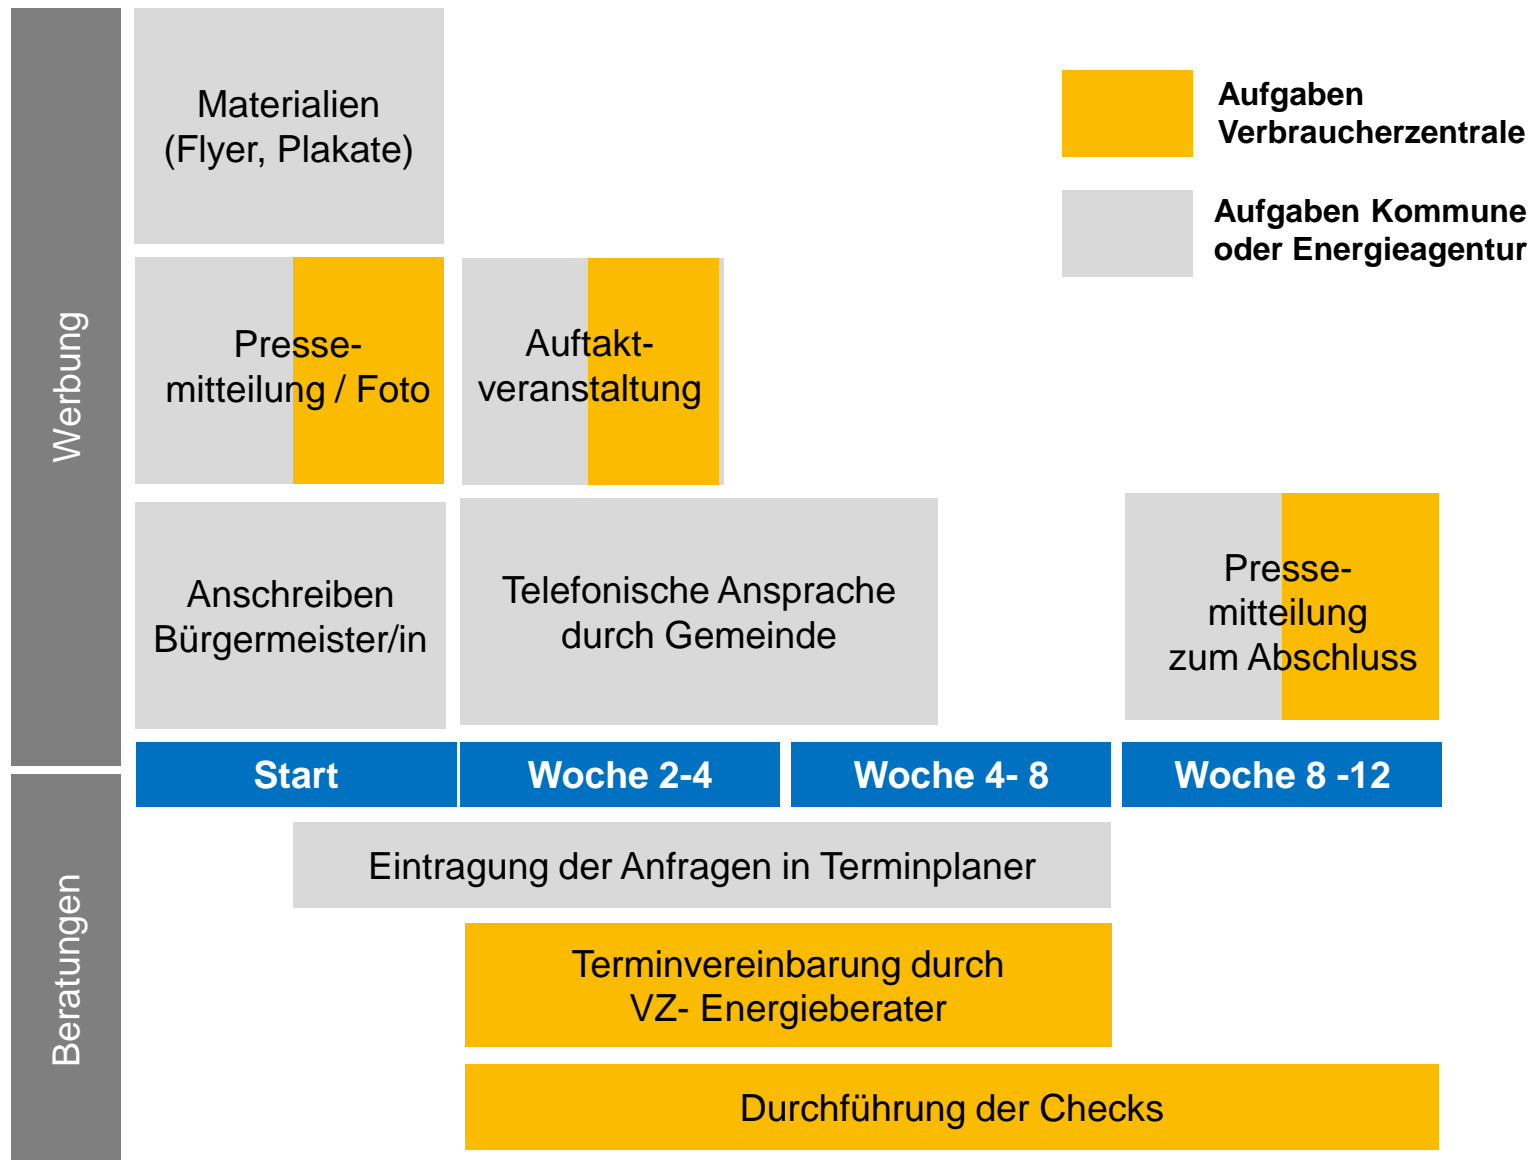 Werbung
Materialien
(Flyer, Plakate)
Aufgaben
Verbraucherzentrale
Aufgaben Kommune
oder Energieagentur
Presse-
mitteilung / Foto
Auftakt-
veranstaltung
Anschreiben
Bürgermeister/in
Telefonische Ansprache
durch Gemeinde
Presse-
mitteilung
zum Abschluss
Start
Woche 2-4
Woche 4- 8
Woche 8 -12
Beratungen
Eintragung der Anfragen in Terminplaner
Terminvereinbarung durch
VZ- Energieberater
Durchführung der Checks